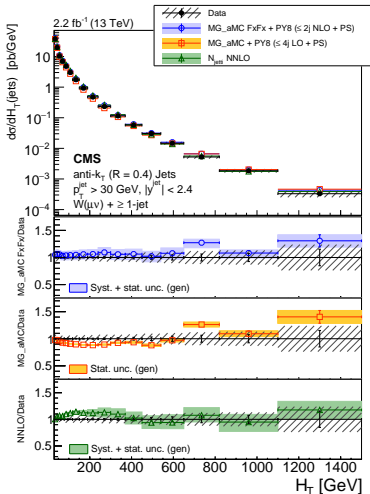 2.2 fb⁻¹ (13 TeV)
Data
MG_aMC FxFx + PY8 (≤ 2j NLO + PS)
MG_aMC + PY8 (≤ 4j LO + PS)
N_jetti NNLO
dσ/dH_T(jets) [pb/GeV]
10
1
10⁻¹
10⁻²
10⁻³
10⁻⁴
CMS
anti-k_T (R = 0.4) Jets
p_T^jet > 30 GeV, |y^jet| < 2.4
W(μν) + ≥ 1-jet
MG_aMC FxFx/Data
1.5
1
0.5
Syst. + stat. unc. (gen)
MG_aMC/Data
1.5
1
0.5
Stat. unc. (gen)
NNLO/Data
1.5
1
0.5
Syst. + stat. unc. (gen)
200 400 600 800 1000 1200 1400
H_T [GeV]